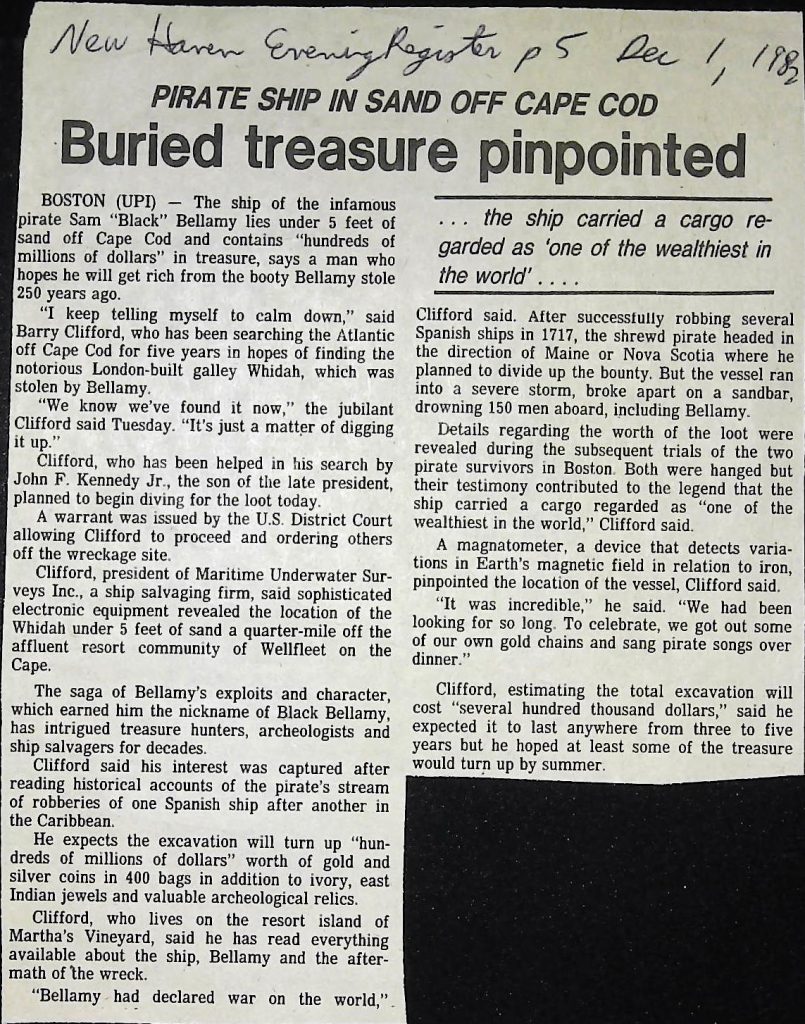 New Haven Evening Register p 5 Dec 1, 1982
PIRATE SHIP IN SAND OFF CAPE COD
Buried treasure pinpointed
BOSTON (UPI) — The ship of the infamous
pirate Sam "Black" Bellamy lies under 5 feet of
sand off Cape Cod and contains "hundreds of
millions of dollars" in treasure, says a man who
hopes he will get rich from the booty Bellamy stole
250 years ago.
"I keep telling myself to calm down," said
Barry Clifford, who has been searching the Atlantic
off Cape Cod for five years in hopes of finding the
notorious London-built galley Whidah, which was
stolen by Bellamy.
"We know we've found it now," the jubilant
Clifford said Tuesday. "It's just a matter of digging
it up."
Clifford, who has been helped in his search by
John F. Kennedy Jr., the son of the late president,
planned to begin diving for the loot today.
A warrant was issued by the U.S. District Court
allowing Clifford to proceed and ordering others
off the wreckage site.
Clifford, president of Maritime Underwater Sur-
veys Inc., a ship salvaging firm, said sophisticated
electronic equipment revealed the location of the
Whidah under 5 feet of sand a quarter-mile off the
affluent resort community of Wellfleet on the
Cape.
The saga of Bellamy's exploits and character,
which earned him the nickname of Black Bellamy,
has intrigued treasure hunters, archeologists and
ship salvagers for decades.
Clifford said his interest was captured after
reading historical accounts of the pirate's stream
of robberies of one Spanish ship after another in
the Caribbean.
He expects the excavation will turn up "hun-
dreds of millions of dollars" worth of gold and
silver coins in 400 bags in addition to ivory, east
Indian jewels and valuable archeological relics.
Clifford, who lives on the resort island of
Martha's Vineyard, said he has read everything
available about the ship, Bellamy and the after-
math of the wreck.
"Bellamy had declared war on the world,"
. . . the ship carried a cargo re-
garded as 'one of the wealthiest in
the world' . . . .
Clifford said. After successfully robbing several
Spanish ships in 1717, the shrewd pirate headed in
the direction of Maine or Nova Scotia where he
planned to divide up the bounty. But the vessel ran
into a severe storm, broke apart on a sandbar,
drowning 150 men aboard, including Bellamy.
Details regarding the worth of the loot were
revealed during the subsequent trials of the two
pirate survivors in Boston. Both were hanged but
their testimony contributed to the legend that the
ship carried a cargo regarded as "one of the
wealthiest in the world," Clifford said.
A magnatometer, a device that detects varia-
tions in Earth's magnetic field in relation to iron,
pinpointed the location of the vessel, Clifford said.
"It was incredible," he said. "We had been
looking for so long. To celebrate, we got out some
of our own gold chains and sang pirate songs over
dinner."
Clifford, estimating the total excavation will
cost "several hundred thousand dollars," said he
expected it to last anywhere from three to five
years but he hoped at least some of the treasure
would turn up by summer.